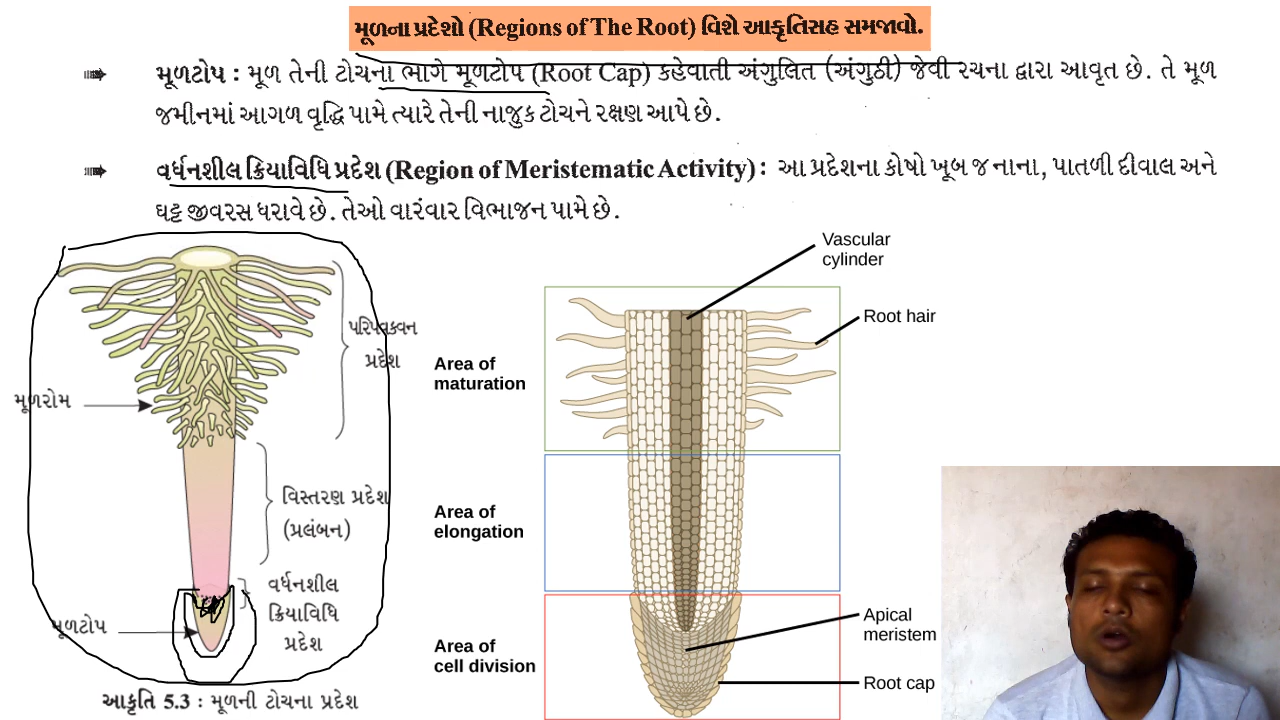 મૂળના પ્રદેશો (Regions of The Root) વિશે આકૃતિસહ સમજાવો.
મૂળટોપ : મૂળ તેની ટોચના ભાગે મૂળટોપ (Root Cap) કહેવાતી અંગુલિત (અંગુઠી) જેવી રચના દ્વારા આવૃત છે. તે મૂળ
જમીનમાં આગળ વૃદ્ધિ પામે ત્યારે તેની નાજુક ટોચને રક્ષણ આપે છે.
વર્ધનશીલ ક્રિયાવિધિ પ્રદેશ (Region of Meristematic Activity) : આ પ્રદેશના કોષો ખૂબ જ નાના, પાતળી દીવાલ અને
ઘટ્ટ જીવરસ ધરાવે છે. તેઓ વારંવાર વિભાજન પામે છે.
પરિપક્વન
પ્રદેશ
મૂળરોમ
વિસ્તરણ પ્રદેશ
(પ્રલંબન)
વર્ધનશીલ
ક્રિયાવિધિ
પ્રદેશ
મૂળટોપ
આકૃતિ 5.3 : મૂળની ટોચના પ્રદેશ
Vascular
cylinder
Root hair
Area of
maturation
Area of
elongation
Apical
meristem
Area of
cell division
Root cap